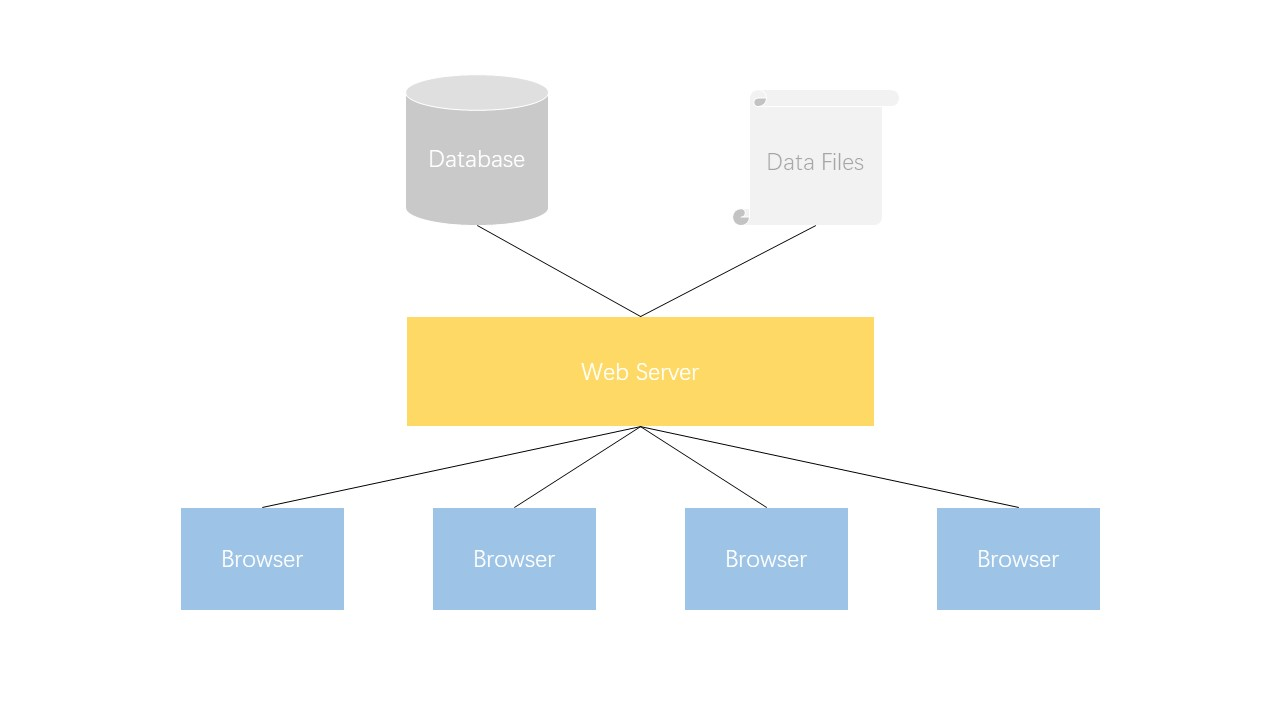 Database
Data Files
Web Server
Browser
Browser
Browser
Browser